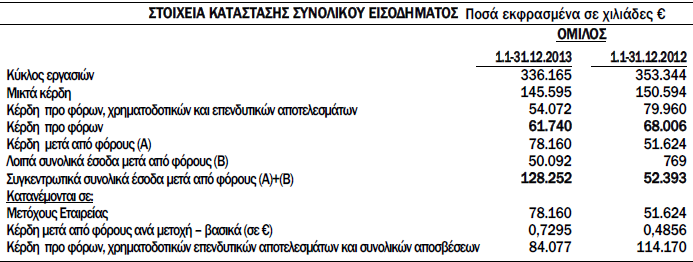 ΣΤΟΙΧΕΙΑ ΚΑΤΑΣΤΑΣΗΣ ΣΥΝΟΛΙΚΟΥ ΕΙΣΟΔΗΜΑΤΟΣ Ποσά εκφρασμένα σε χιλιάδες €
ΟΜΙΛΟΣ
1.1-31.12.2013 1.1-31.12.2012
Κύκλος εργασιών 336.165 353.344
Μικτά κέρδη 145.595 150.594
Κέρδη προ φόρων, χρηματοδοτικών και επενδυτικών αποτελεσμάτων 54.072 79.960
Κέρδη προ φόρων 61.740 68.006
Κέρδη μετά από φόρους (Α) 78.160 51.624
Λοιπά συνολικά έσοδα μετά από φόρους (Β) 50.092 769
Συγκεντρωτικά συνολικά έσοδα μετά από φόρους (Α)+(Β) 128.252 52.393
Κατανέμονται σε:
Μετόχους Εταιρείας 78.160 51.624
Κέρδη μετά από φόρους ανά μετοχή – βασικά (σε €) 0,7295 0,4856
Κέρδη προ φόρων, χρηματοδοτικών επενδυτικών αποτελεσμάτων και συνολικών αποσβέσεων 84.077 114.170